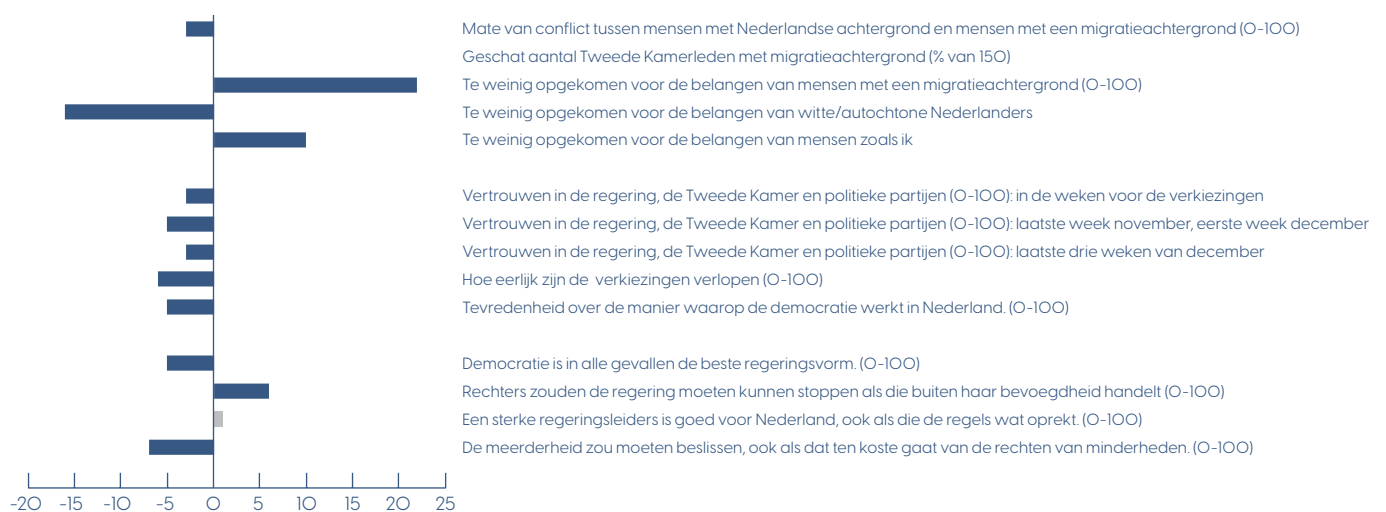 Mate van conflict tussen mensen met Nederlandse achtergrond en mensen met een migratieachtergrond (0-100)
Geschat aantal Tweede Kamerleden met migratieachtergrond (% van 150)
Te weinig opgekomen voor de belangen van mensen met een migratieachtergrond (0-100)
Te weinig opgekomen voor de belangen van witte/autochtone Nederlanders
Te weinig opgekomen voor de belangen van mensen zoals ik
Vertrouwen in de regering, de Tweede Kamer en politieke partijen (0-100): in de weken voor de verkiezingen
Vertrouwen in de regering, de Tweede Kamer en politieke partijen (0-100): laatste week november, eerste week december
Vertrouwen in de regering, de Tweede Kamer en politieke partijen (0-100): laatste drie weken van december
Hoe eerlijk zijn de verkiezingen verlopen (0-100)
Tevredenheid over de manier waarop de democratie werkt in Nederland. (0-100)
Democratie is in alle gevallen de beste regeringsvorm. (0-100)
Rechters zouden de regering moeten kunnen stoppen als die buiten haar bevoegdheid handelt (0-100)
Een sterke regeringsleiders is goed voor Nederland, ook als die de regels wat oprekt. (0-100)
De meerderheid zou moeten beslissen, ook als dat ten koste gaat van de rechten van minderheden. (0-100)
-20 -15 -10 -5 0 5 10 15 20 25